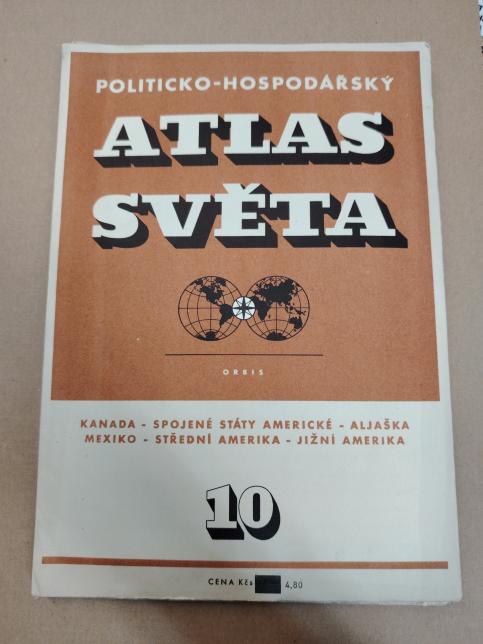 POLITICKO-HOSPODÁŘSKÝ
ATLAS
SVĚTA
ORBIS
KANADA - SPOJENÉ STÁTY AMERICKÉ - ALJAŠKA
MEXIKO - STŘEDNÍ AMERIKA - JIŽNÍ AMERIKA
10
CENA Kčs 4,80